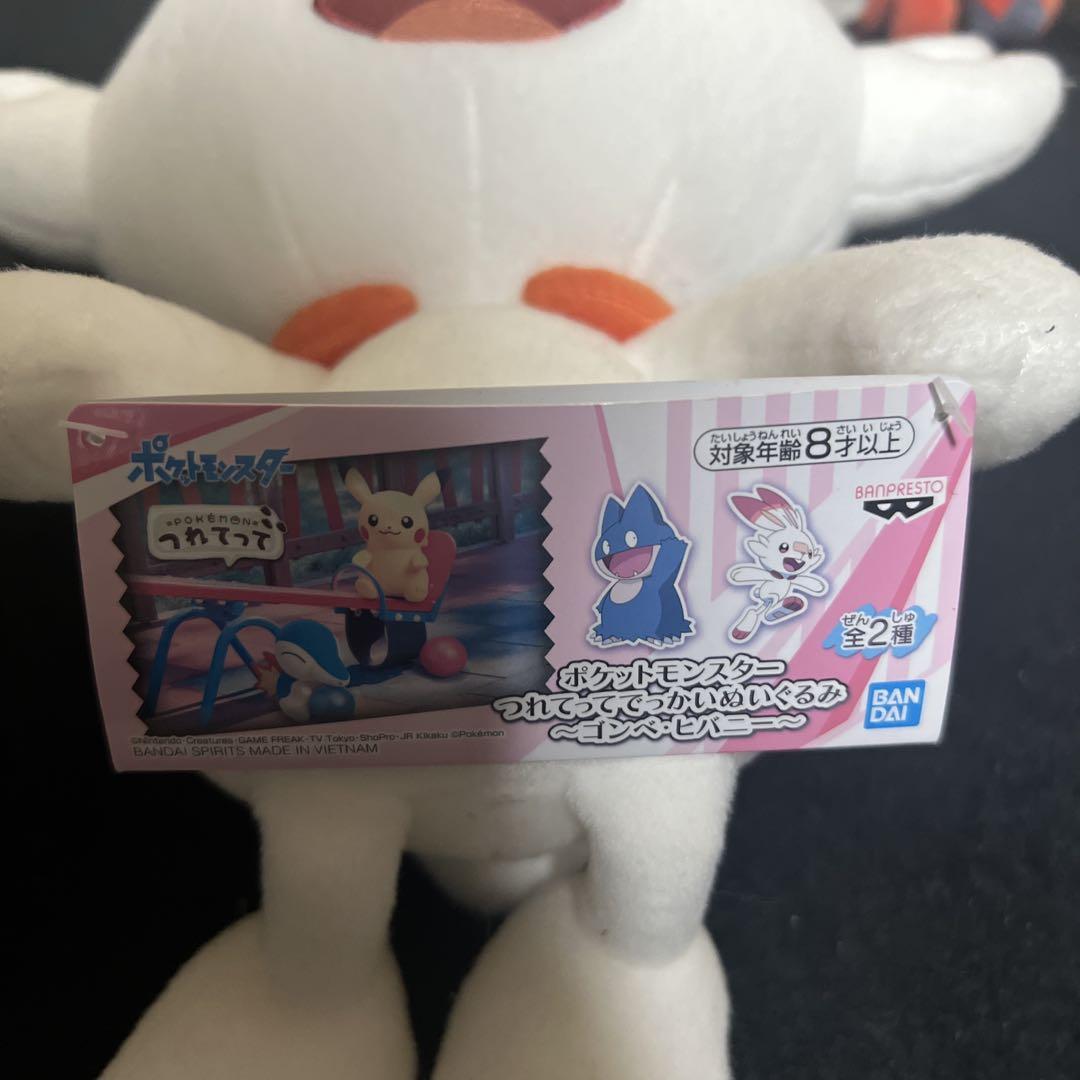 ポケットモンスター
POKÉMON
つれてって
たいしょうねんれい さいいじょう
対象年齢8才以上
BANPRESTO
ぜん しゅ
全2種
ポケットモンスター
つれてってでっかいぬいぐるみ
〜ゴンベ・ヒバニー〜
BAN
DAI
©Nintendo・Creatures・GAME FREAK・TV Tokyo・ShoPro・JR Kikaku ©Pokémon
BANDAI SPIRITS MADE IN VIETNAM